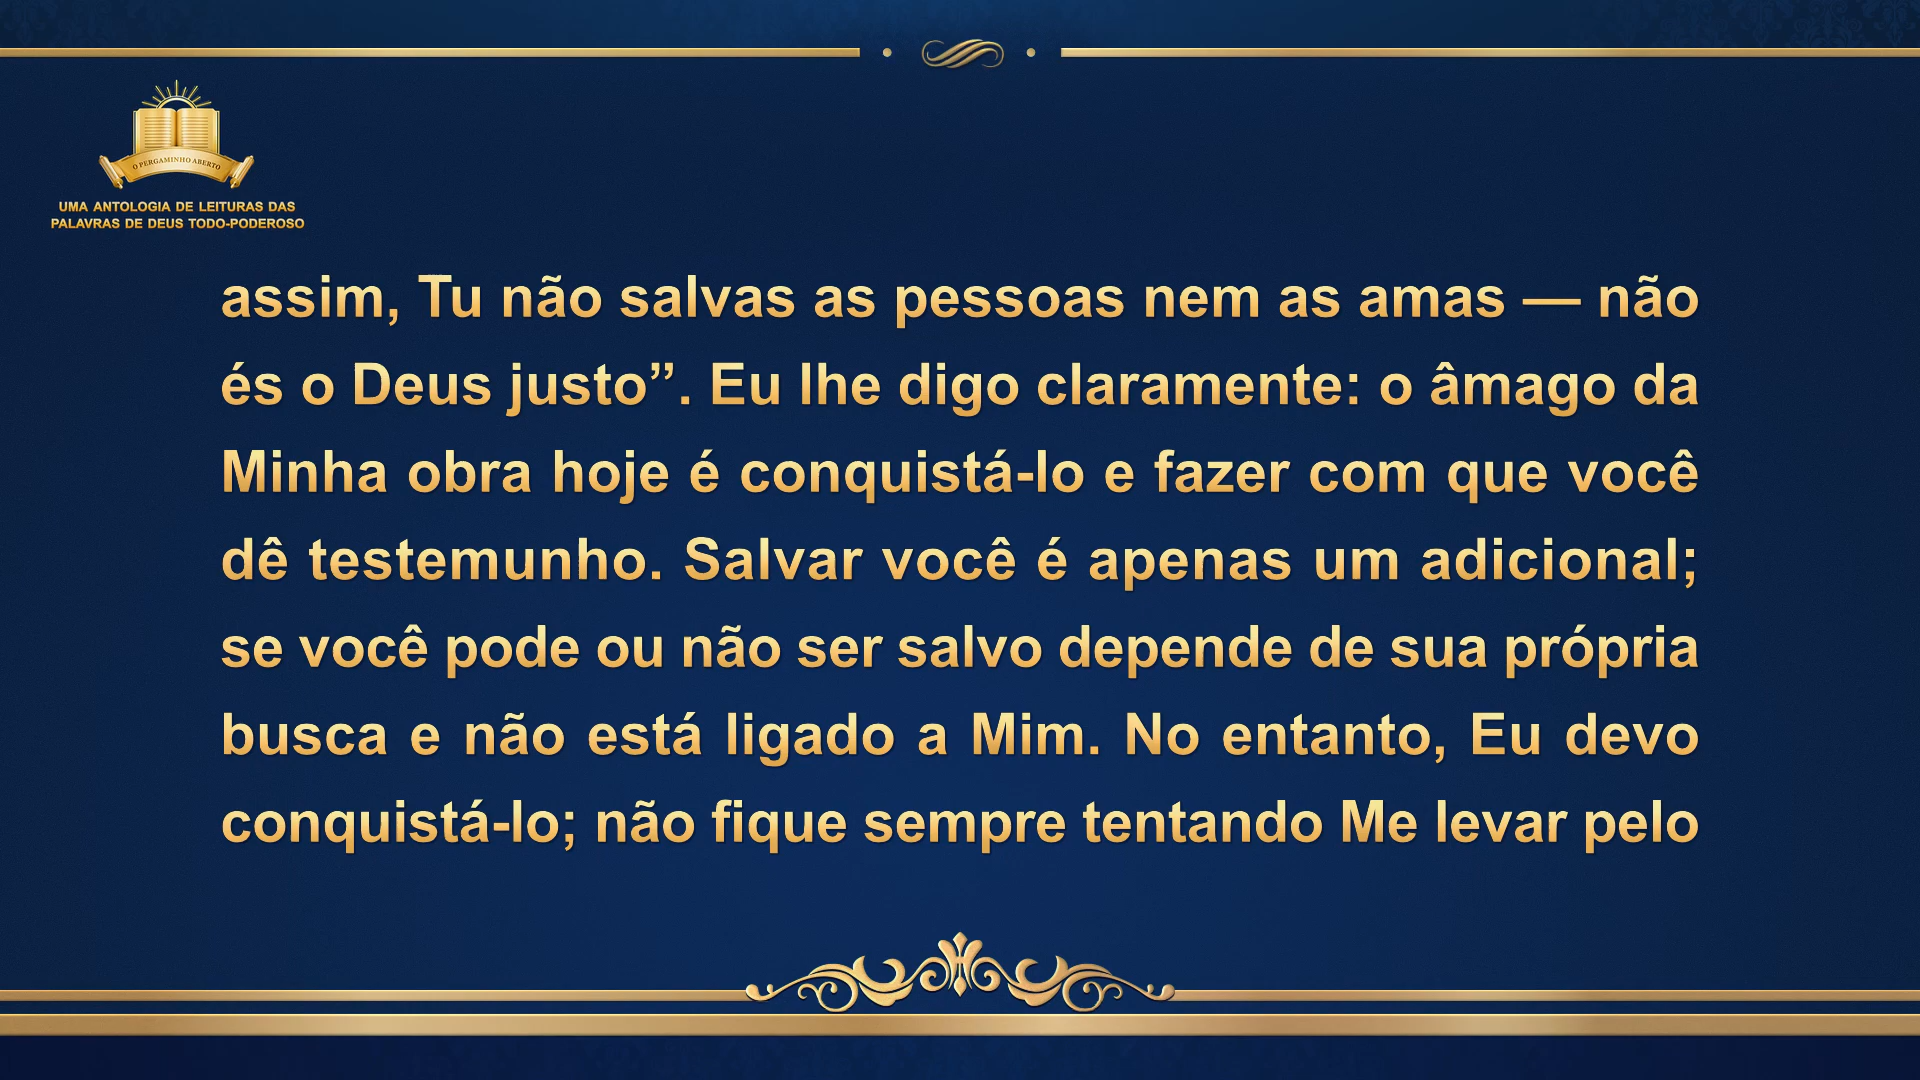 O PERGAMINHO ABERTO
UMA ANTOLOGIA DE LEITURAS DAS
PALAVRAS DE DEUS TODO-PODEROSO
assim, Tu não salvas as pessoas nem as amas — não
és o Deus justo”. Eu lhe digo claramente: o âmago da
Minha obra hoje é conquistá-lo e fazer com que você
dê testemunho. Salvar você é apenas um adicional;
se você pode ou não ser salvo depende de sua própria
busca e não está ligado a Mim. No entanto, Eu devo
conquistá-lo; não fique sempre tentando Me levar pelo